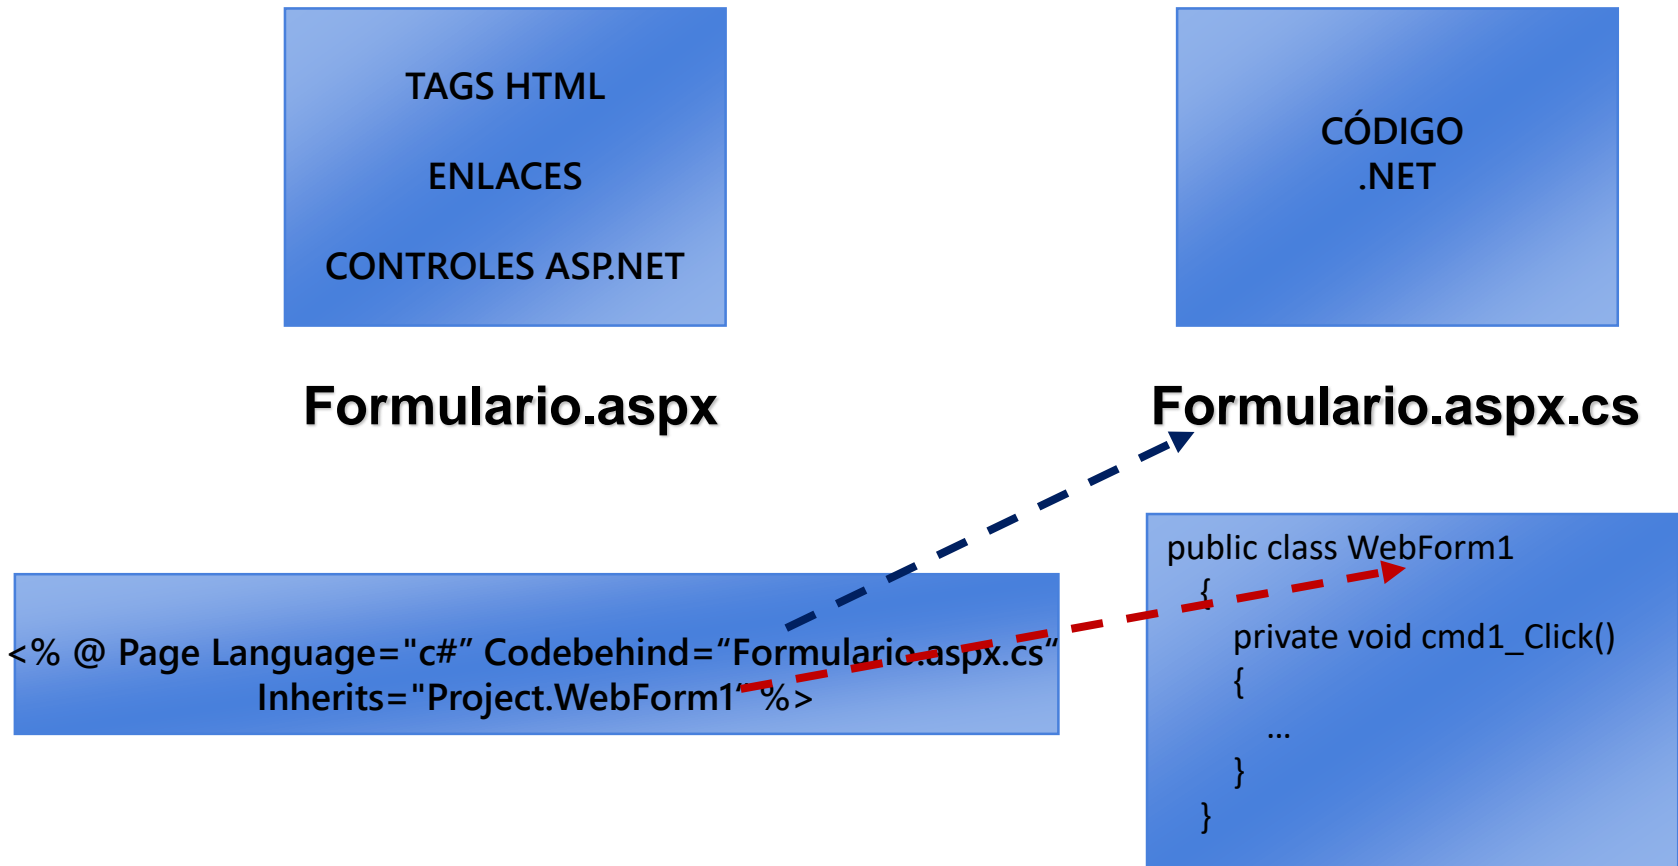 TAGS HTML
ENLACES
CONTROLES ASP.NET
CÓDIGO
.NET
Formulario.aspx
Formulario.aspx.cs
<% @ Page Language="c#” Codebehind=“Formulario.aspx.cs“
Inherits="Project.WebForm1“%>
public class WebForm1
{
private void cmd1_Click()
{
...
}
}